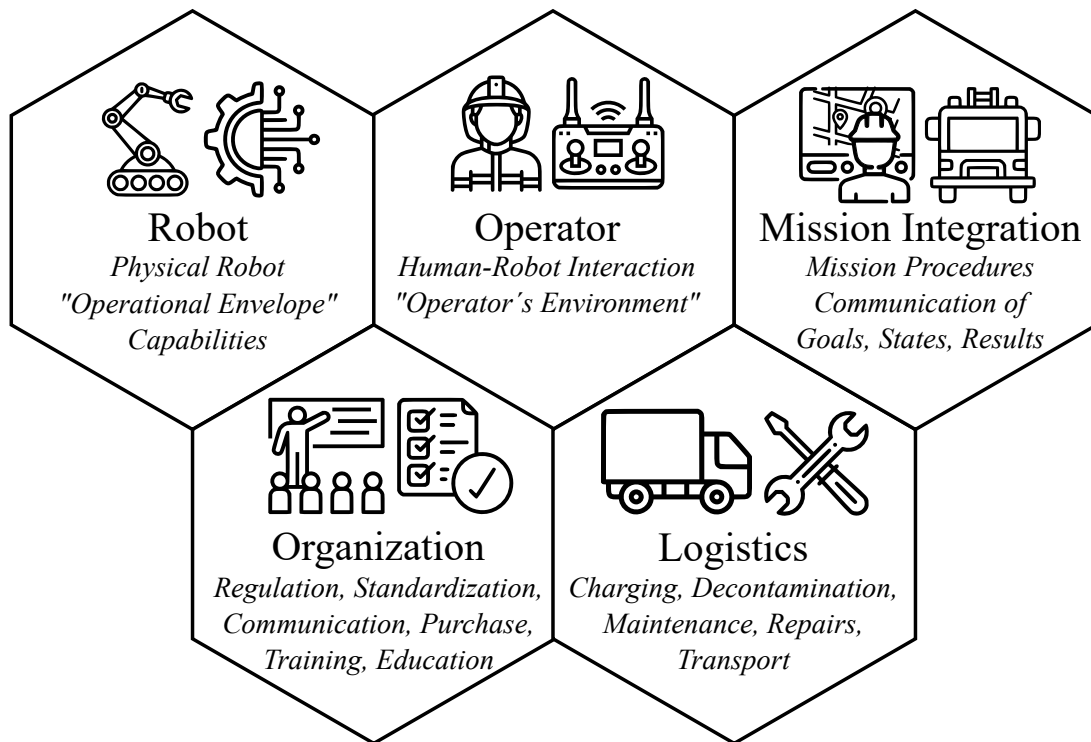 Robot
Physical Robot
"Operational Envelope"
Capabilities
Operator
Human-Robot Interaction
"Operator´s Environment"
Mission Integration
Mission Procedures
Communication of
Goals, States, Results
Organization
Regulation, Standardization,
Communication, Purchase,
Training, Education
Logistics
Charging, Decontamination,
Maintenance, Repairs,
Transport